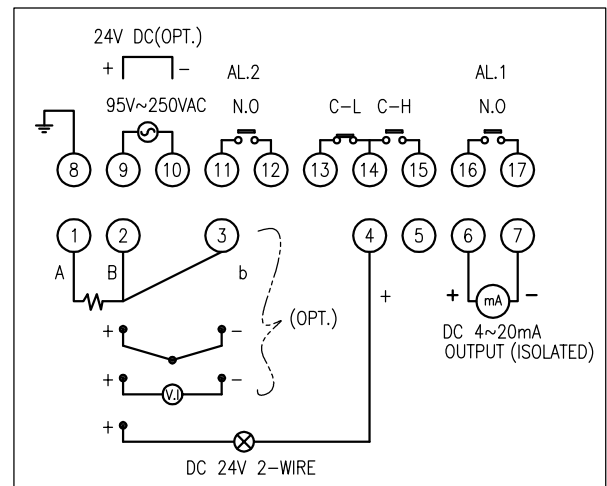 24V DC(OPT.)
+ −
AL.2 AL.1
95V~250VAC N.O C-L C-H N.O
8 9 10 11 12 13 14 15 16 17
1 2 3 4 5 6 7
A B b + + mA −
(OPT.)
+ −
DC 4~20mA
OUTPUT (ISOLATED)
+ V.I −
+
DC 24V 2-WIRE